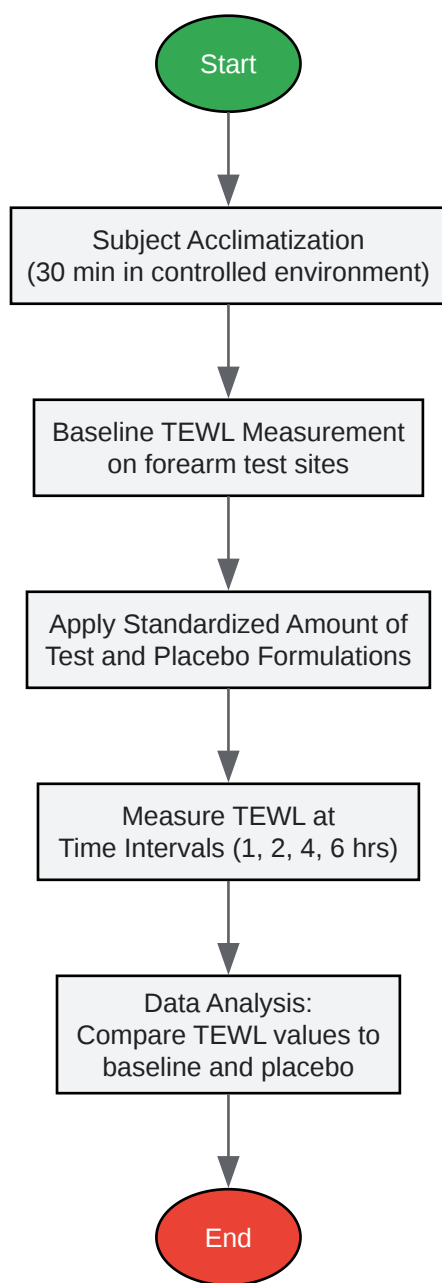 Start
Subject Acclimatization
(30 min in controlled environment)
Baseline TEWL Measurement
on forearm test sites
Apply Standardized Amount of
Test and Placebo Formulations
Measure TEWL at
Time Intervals (1, 2, 4, 6 hrs)
Data Analysis:
Compare TEWL values to
baseline and placebo
End